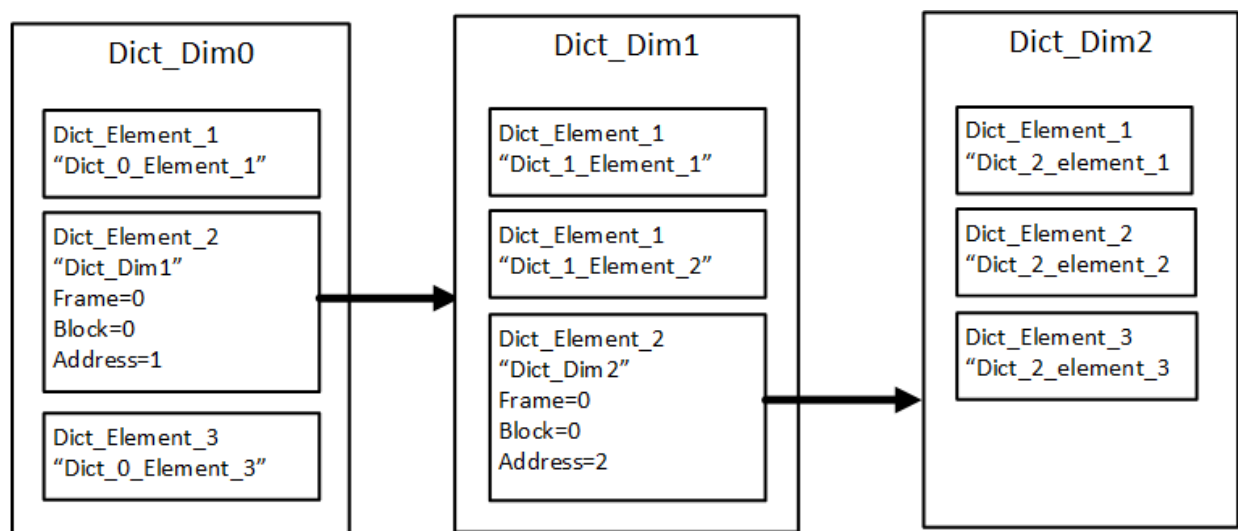 Dict_Dim0
Dict_Element_1
“Dict_0_Element_1”
Dict_Element_2
“Dict_Dim1”
Frame=0
Block=0
Address=1
Dict_Element_3
“Dict_0_Element_3”
Dict_Dim1
Dict_Element_1
“Dict_1_Element_1”
Dict_Element_1
“Dict_1_Element_2”
Dict_Element_2
“Dict_Dim2”
Frame=0
Block=0
Address=2
Dict_Dim2
Dict_Element_1
“Dict_2_element_1
Dict_Element_2
“Dict_2_element_2
Dict_Element_3
“Dict_2_element_3